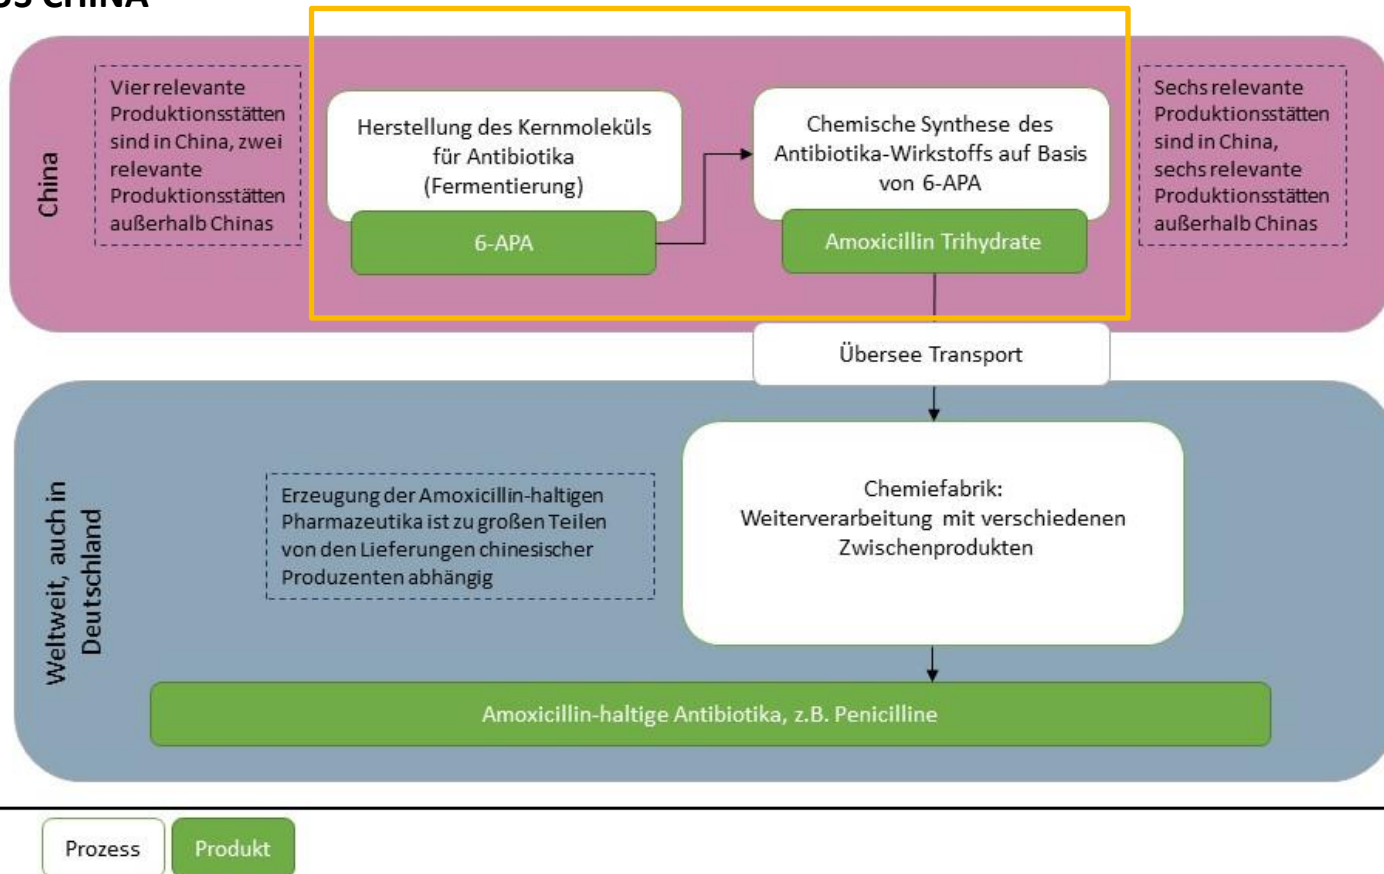 CHINA
China
Vier relevante
Produktionsstätten
sind in China, zwei
relevante
Produktionsstätten
außerhalb Chinas
Herstellung des Kernmoleküls
für Antibiotika
(Fermentierung)
6-APA
Chemische Synthese des
Antibiotika-Wirkstoffs auf Basis
von 6-APA
Amoxicillin Trihydrate
Sechs relevante
Produktionsstätten
sind in China,
sechs relevante
Produktionsstätten
außerhalb Chinas
Übersee Transport
Weltweit, auch in
Deutschland
Erzeugung der Amoxicillin-haltigen
Pharmazeutika ist zu großen Teilen
von den Lieferungen chinesischer
Produzenten abhängig
Chemiefabrik:
Weiterverarbeitung mit verschiedenen
Zwischenprodukten
Amoxicillin-haltige Antibiotika, z.B. Penicilline
Prozess
Produkt